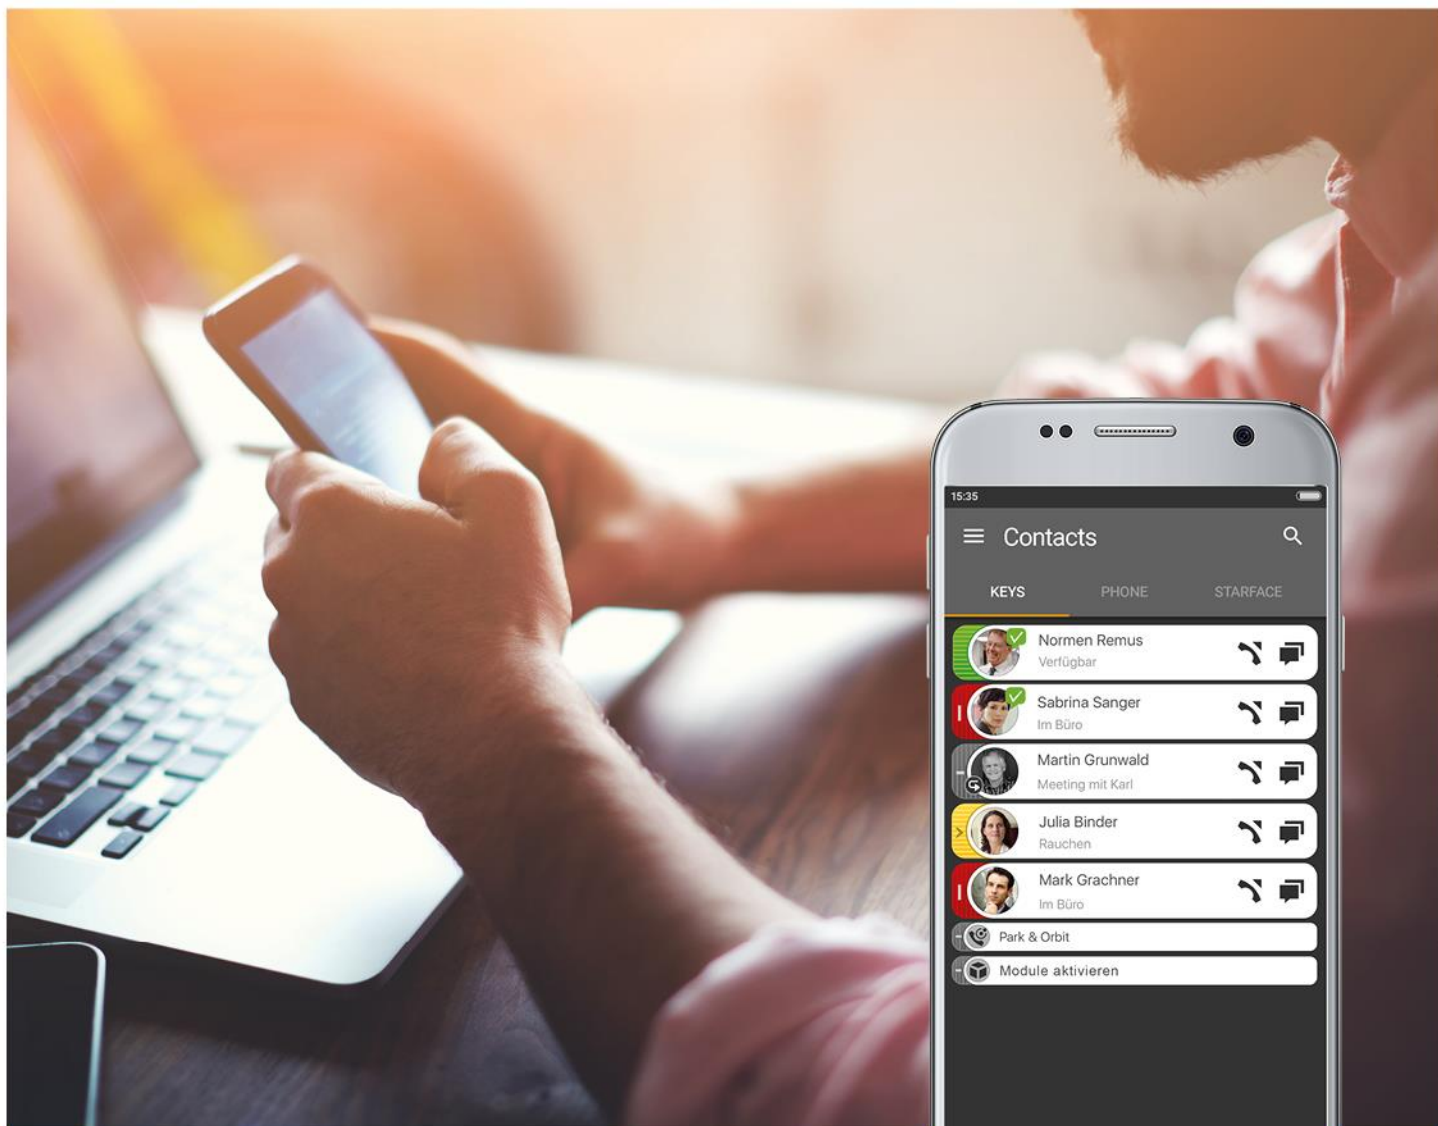 15:35
Contacts
KEYS PHONE STARFACE
Normen Remus
Verfügbar
Sabrina Sanger
Im Büro
Martin Grunwald
Meeting mit Karl
Julia Binder
Rauchen
Mark Grachner
Im Büro
Park & Orbit
Module aktivieren